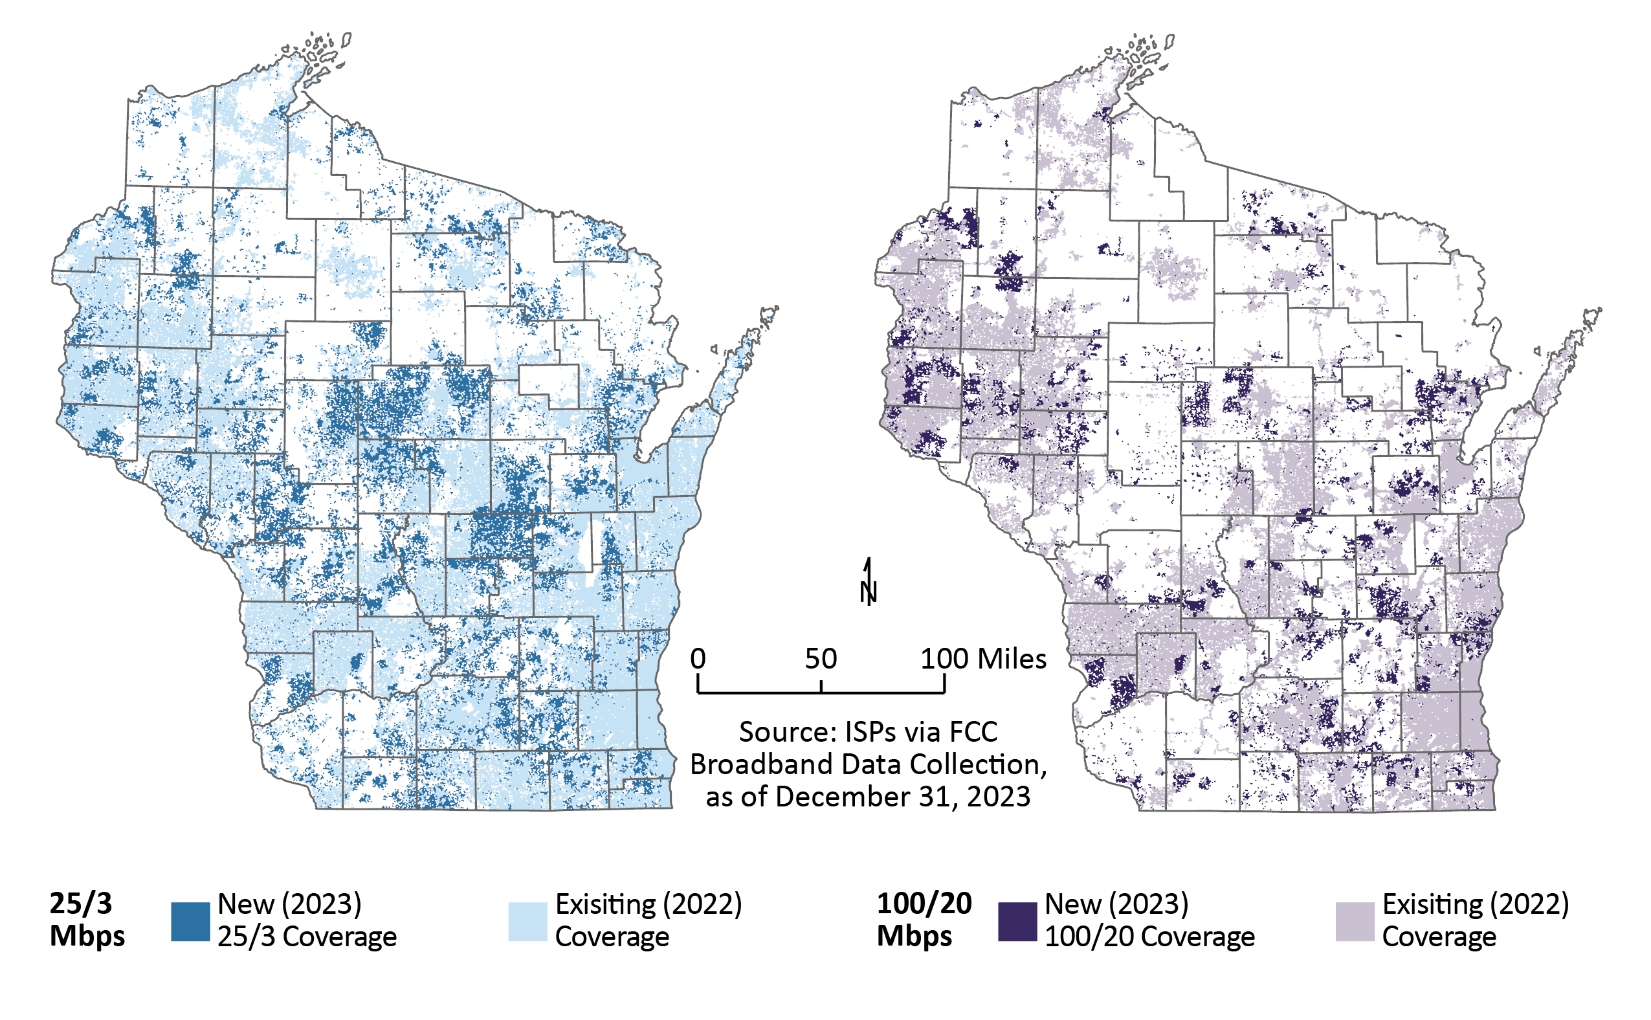 N
0 50 100 Miles
Source: ISPs via FCC
Broadband Data Collection,
as of December 31, 2023
25/3
Mbps
New (2023)
25/3 Coverage
Exisiting (2022)
Coverage
100/20
Mbps
New (2023)
100/20 Coverage
Exisiting (2022)
Coverage